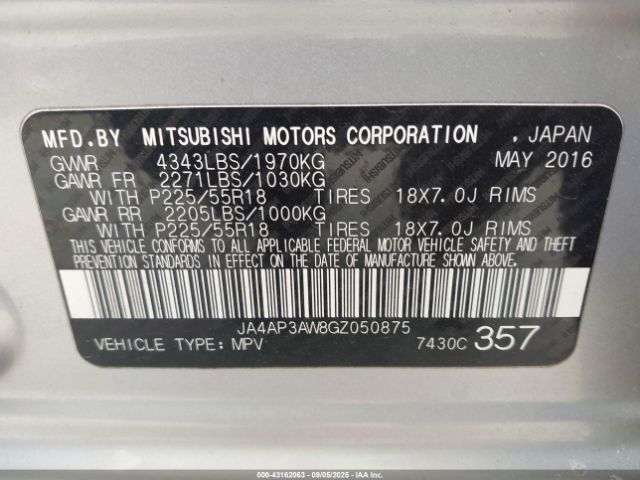 MFD.BY MITSUBISHI MOTORS CORPORATION . JAPAN
GVWR 4343LBS/1970KG MAY 2016
GAWR FR 2271LBS/1030KG
WITH P225/55R18 TIRES 18X7.0J RIMS
GAWR RR 2205LBS/1000KG
WITH P225/55R18 TIRES 18X7.0J RIMS
THIS VEHICLE CONFORMS TO ALL APPLICABLE FEDERAL MOTOR VEHICLE SAFETY AND THEFT
PREVENTION STANDARDS IN EFFECT ON THE DATE OF MANUFACTURE SHOWN ABOVE.
JA4AP3AW8GZ050875
VEHICLE TYPE: MPV 7430C 357
000-43162063 - 09/05/2025 - IAAI.COM